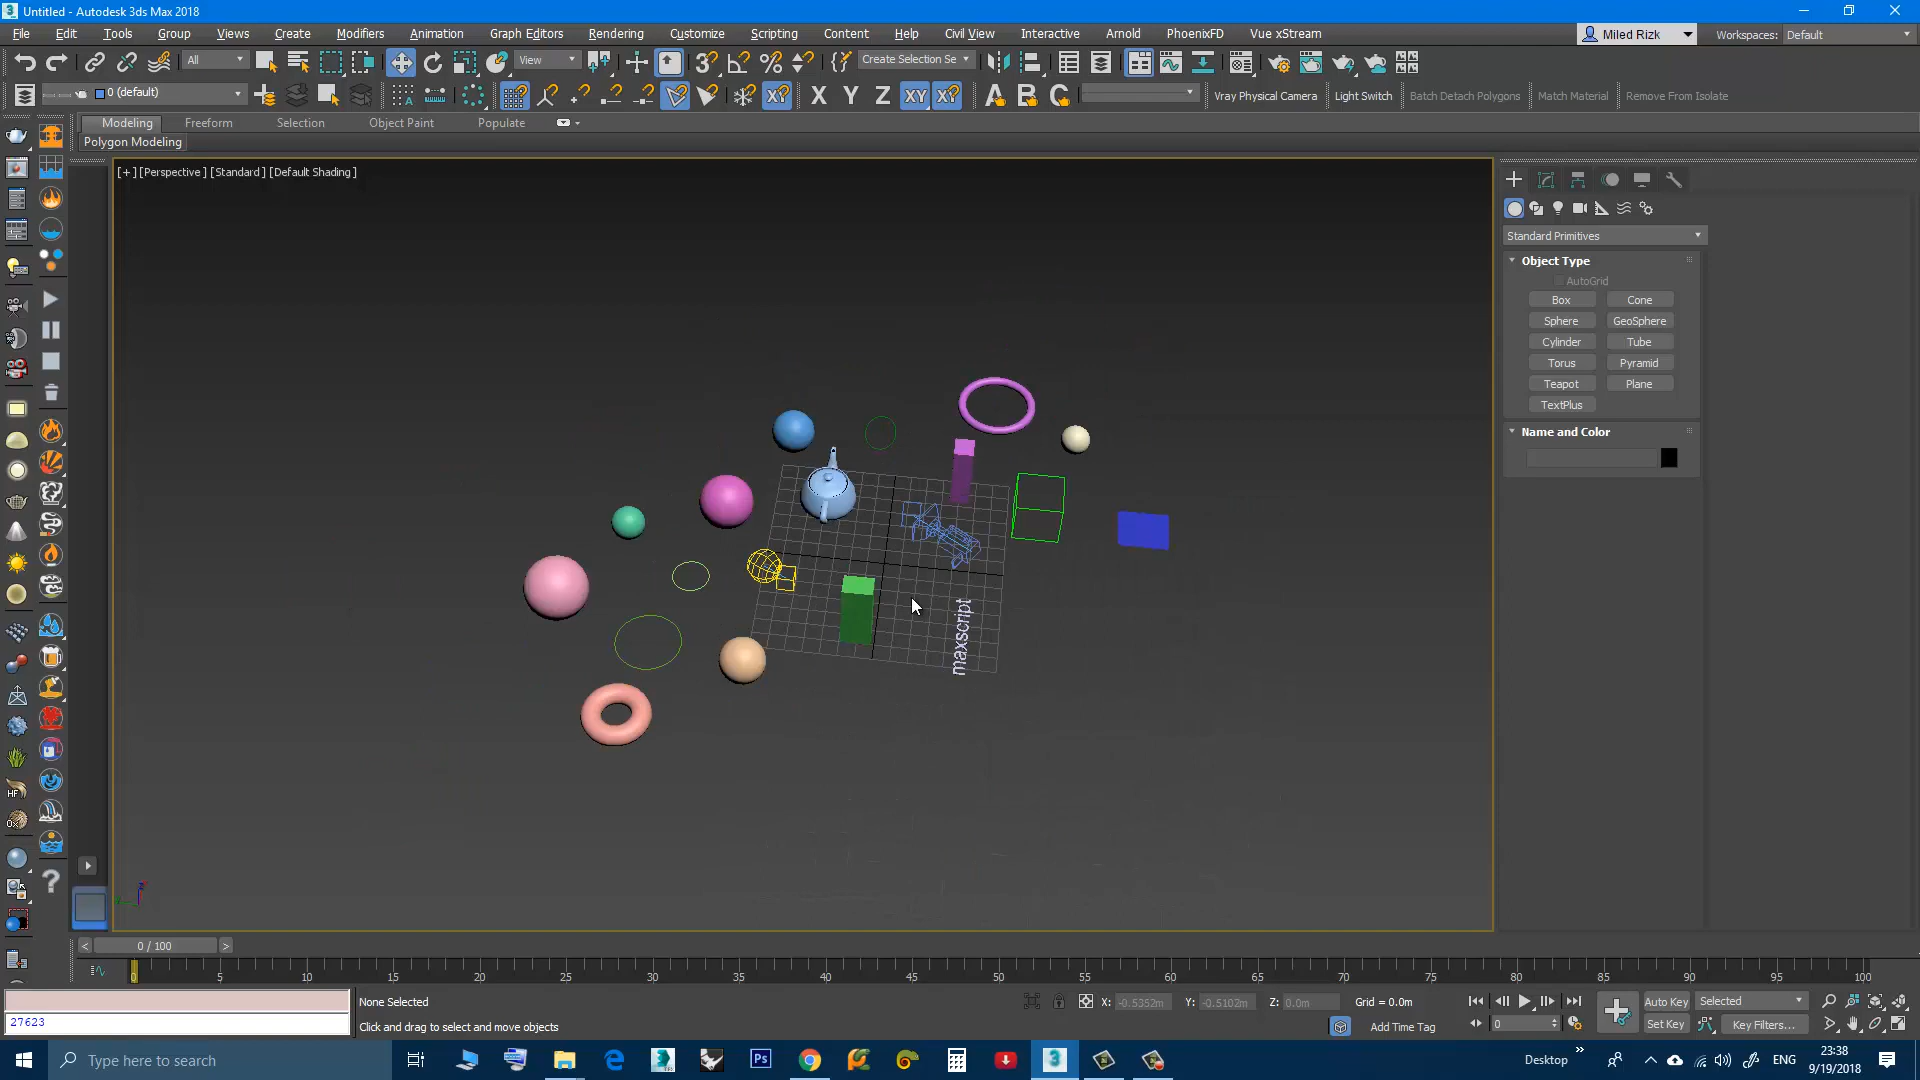 Untitled - Autodesk 3ds Max 2018
File Edit Tools Group Views Create Modifiers Animation Graph Editors Rendering Customize Scripting Content Help Civil View Interactive Arnold PhoenixFD Vue xStream
Miled Rizk
Workspaces: Default
All
View
3
Create Selection Se
0 (default)
X Y Z XY XY
A B C
Vray Physical Camera
Light Switch
Batch Detach Polygons
Match Material
Remove From Isolate
Modeling Freeform Selection Object Paint Populate
Polygon Modeling
[+] [Perspective] [Standard] [Default Shading]
maxscript
Standard Primitives
Object Type
AutoGrid
Box Cone
Sphere GeoSphere
Cylinder Tube
Torus Pyramid
Teapot Plane
TextPlus
Name and Color
HF
< 0 / 100 >
0 5 10 15 20 25 30 35 40 45 50 55 60 65 70 75 80 85 90 95 100
27623
None Selected
Click and drag to select and move objects
X: -0.5352m Y: -0.5102m Z: 0.0m Grid = 0.0m
Add Time Tag
0
Auto Key Selected
Set Key Key Filters...
Type here to search
Ps
3
Desktop
ENG
23:38
9/19/2018